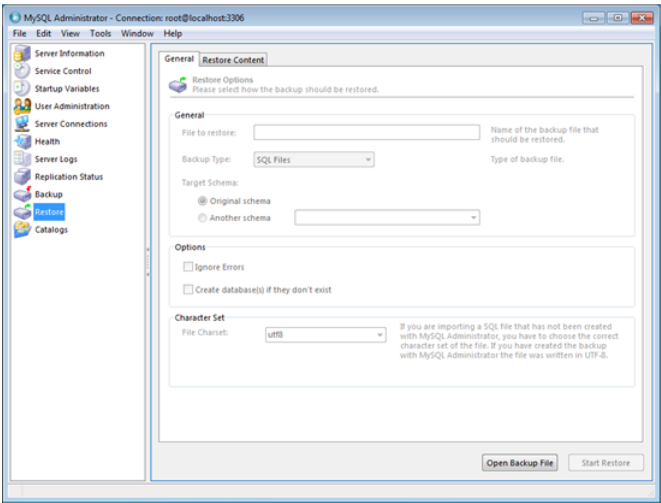 MySQL Administrator - Connection: root@localhost:3306
File Edit View Tools Window Help
Server Information
Service Control
Startup Variables
User Administration
Server Connections
Health
Server Logs
Replication Status
Backup
Restore
Catalogs
General Restore Content
Restore Options
Please select how the backup should be restored.
General
File to restore:
Name of the backup file that
should be restored.
Backup Type: SQL Files Type of backup file.
Target Schema:
Original schema
Another schema
Options
Ignore Errors
Create database(s) if they don't exist
Character Set
File Charset: utf8
If you are importing a SQL file that has not been created
with MySQL Administrator, you have to choose the correct
character set of the file. If you have created the backup
with MySQL Administrator the file was written in UTF-8.
Open Backup File Start Restore